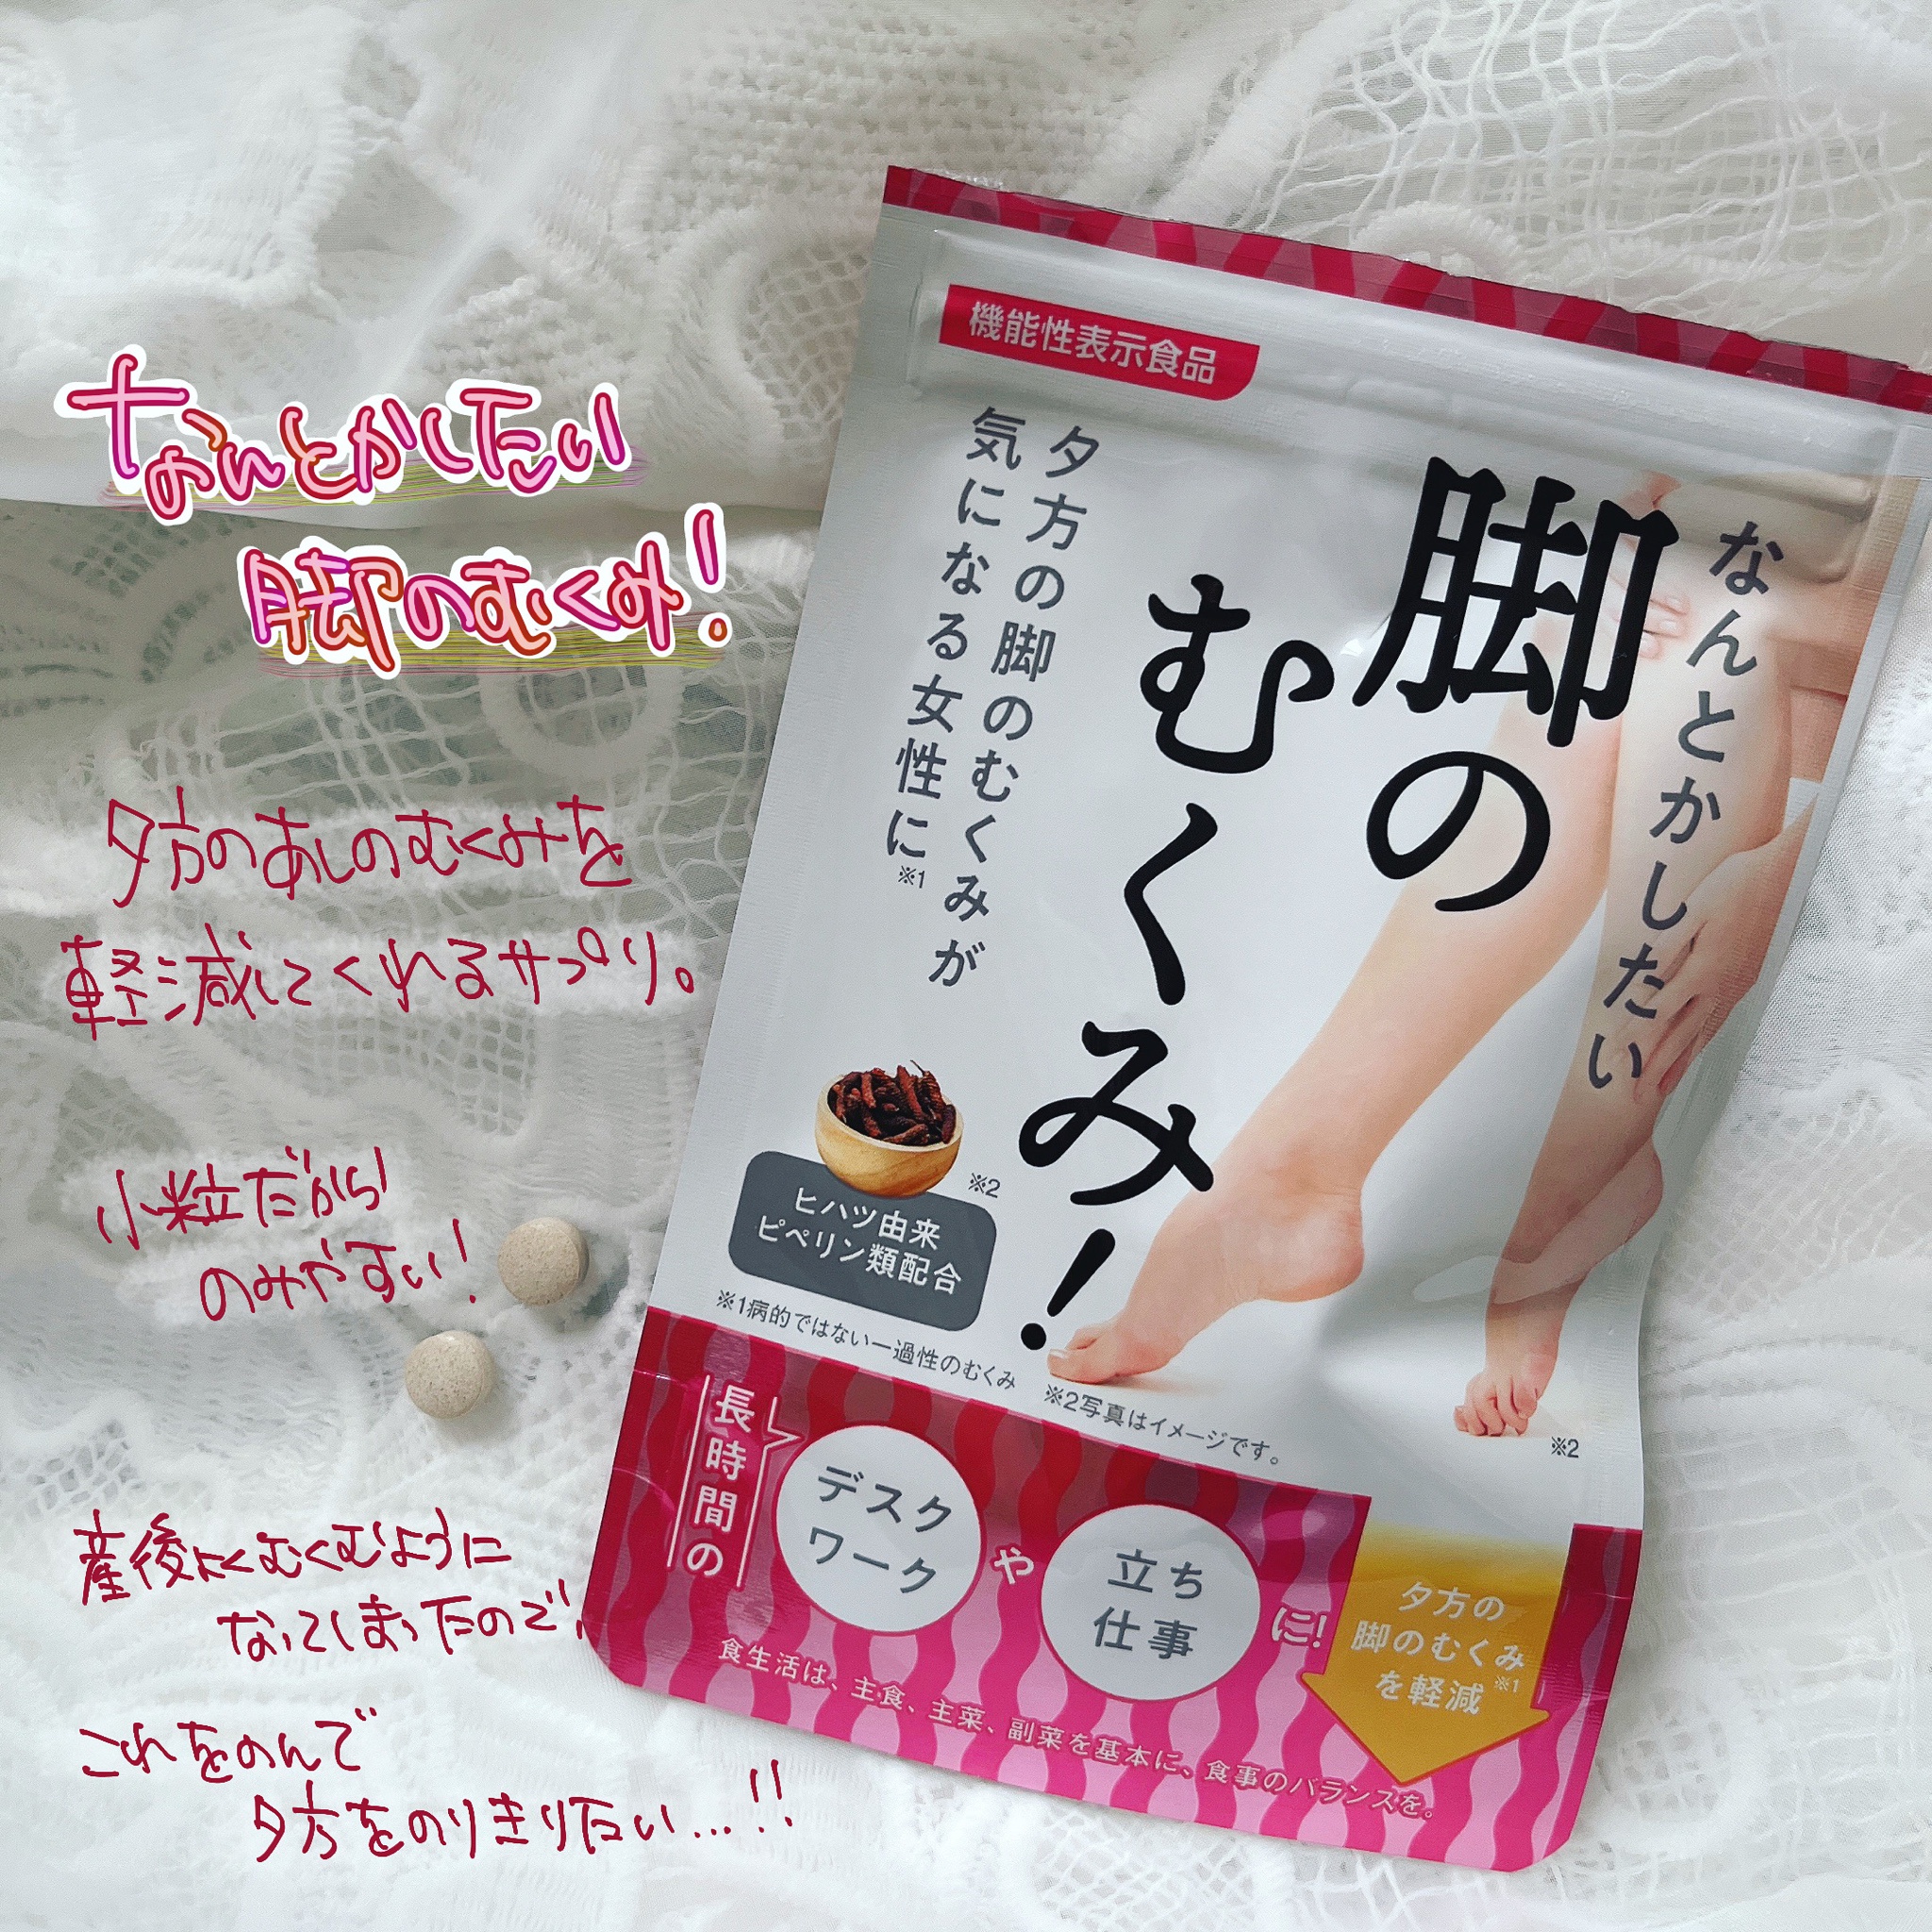 なんとかしたい
脚のむくみ!
夕方のあしのむくみを
軽減してくれるサプリ。
小粒だから
のみやすい!
産後よくむくむように
なってしまったので、
これをのんで
夕方をのりきりたい…!!
機能性表示食品
なんとかしたい
脚の
むくみ!
夕方の脚のむくみが
気になる女性に※1
※2
ヒハツ由来
ピペリン類配合
※1病的ではない一過性のむくみ ※2写真はイメージです。
※2
長時間の
デスク
ワーク
や
立ち
仕事
に!
夕方の
脚のむくみ
を軽減※1
食生活は、主食、主菜、副菜を基本に、食事のバランスを。